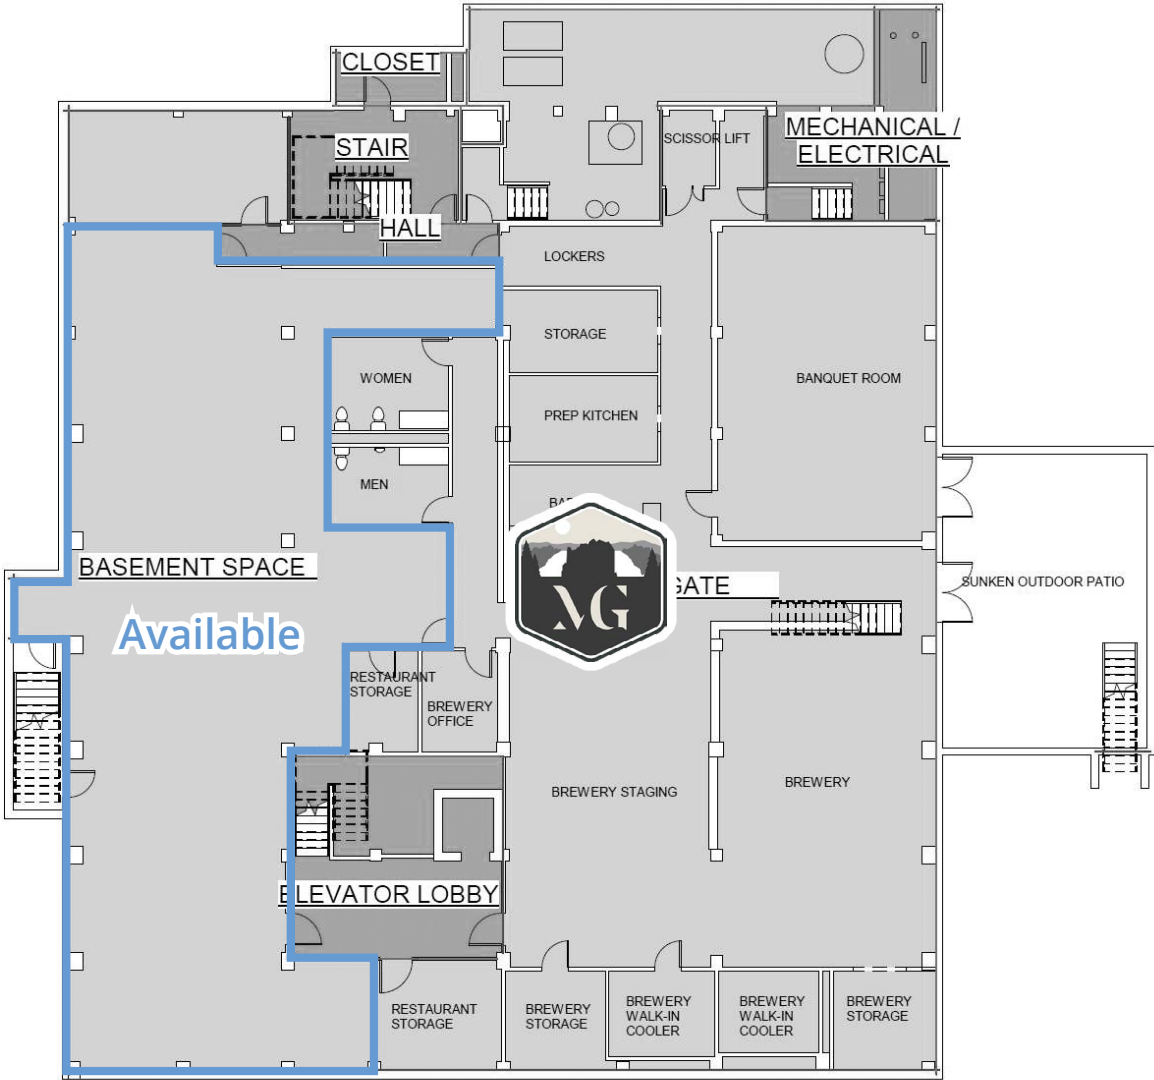 CLOSET
STAIR
SCISSOR LIFT
MECHANICAL /
ELECTRICAL
HALL
LOCKERS
STORAGE
WOMEN
BANQUET ROOM
PREP KITCHEN
MEN
BASEMENT SPACE
GATE
SUNKEN OUTDOOR PATIO
MG
Available
RESTAURANT
STORAGE
BREWERY
OFFICE
BREWERY STAGING
BREWERY
ELEVATOR LOBBY
RESTAURANT
STORAGE
BREWERY
STORAGE
BREWERY
WALK-IN
COOLER
BREWERY
WALK-IN
COOLER
BREWERY
STORAGE